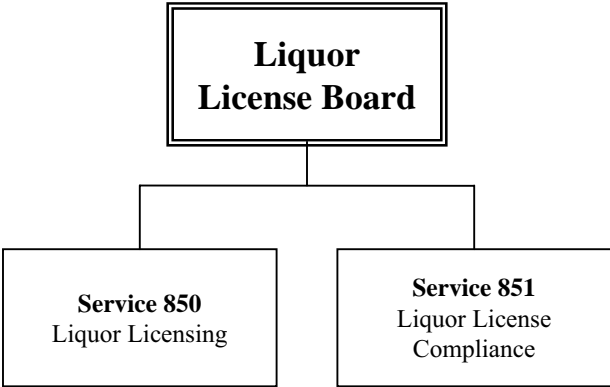 Liquor
License Board
Service 850
Liquor Licensing
Service 851
Liquor License
Compliance